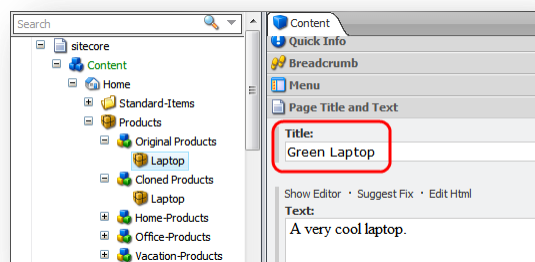 Search
sitecore
Content
Home
Standard-Items
Products
Original Products
Laptop
Cloned Products
Laptop
Home-Products
Office-Products
Vacation-Products
Content
Quick Info
Breadcrumb
Menu
Page Title and Text
Title:
Green Laptop
Show Editor · Suggest Fix · Edit Html
Text:
A very cool laptop.